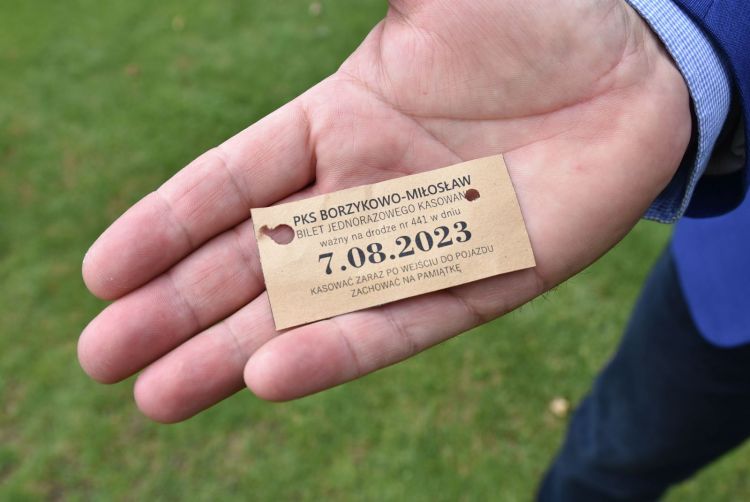 PKS BORZYKOWO-MIŁOSŁAW
BILET JEDNORAZOWEGO KASOWAN
ważny na drodze nr 441 w dniu
7.08.2023
KASOWAĆ ZARAZ PO WEJŚCIU DO POJAZDU
ZACHOWAĆ NA PAMIĄTKĘ